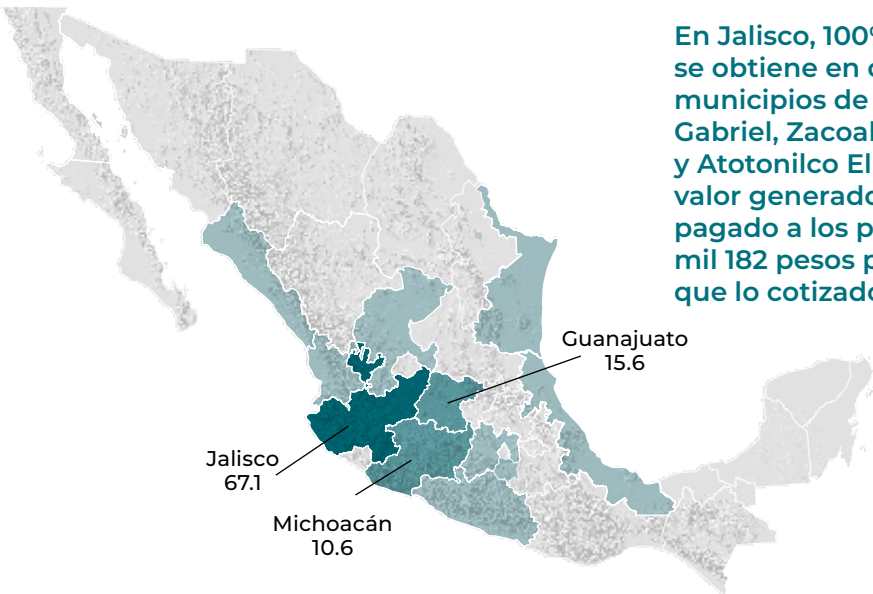 En Jalisco, 100%
se obtiene en
municipios de
Gabriel,
y Atotonilco El
valor generado
pagado a los
mil 182 pesos
que lo cotizado
Guanajuato
15.6
Jalisco
67.1
Michoacán
10.6